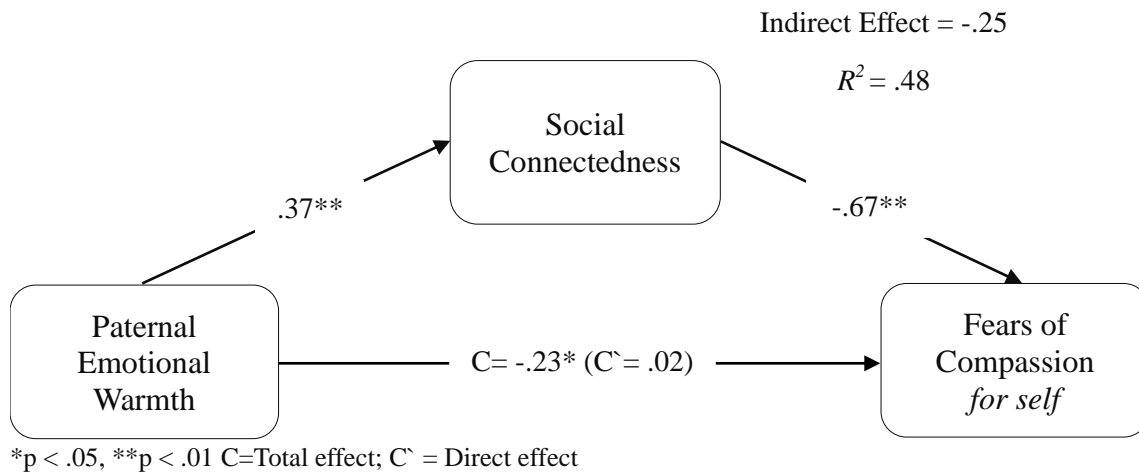 Indirect Effect = -.25
R² = .48
Social
Connectedness
.37**
-.67**
Paternal
Emotional
Warmth
C= -.23* (C`= .02)
Fears of
Compassion
for self
*p < .05, **p < .01 C=Total effect; C` = Direct effect